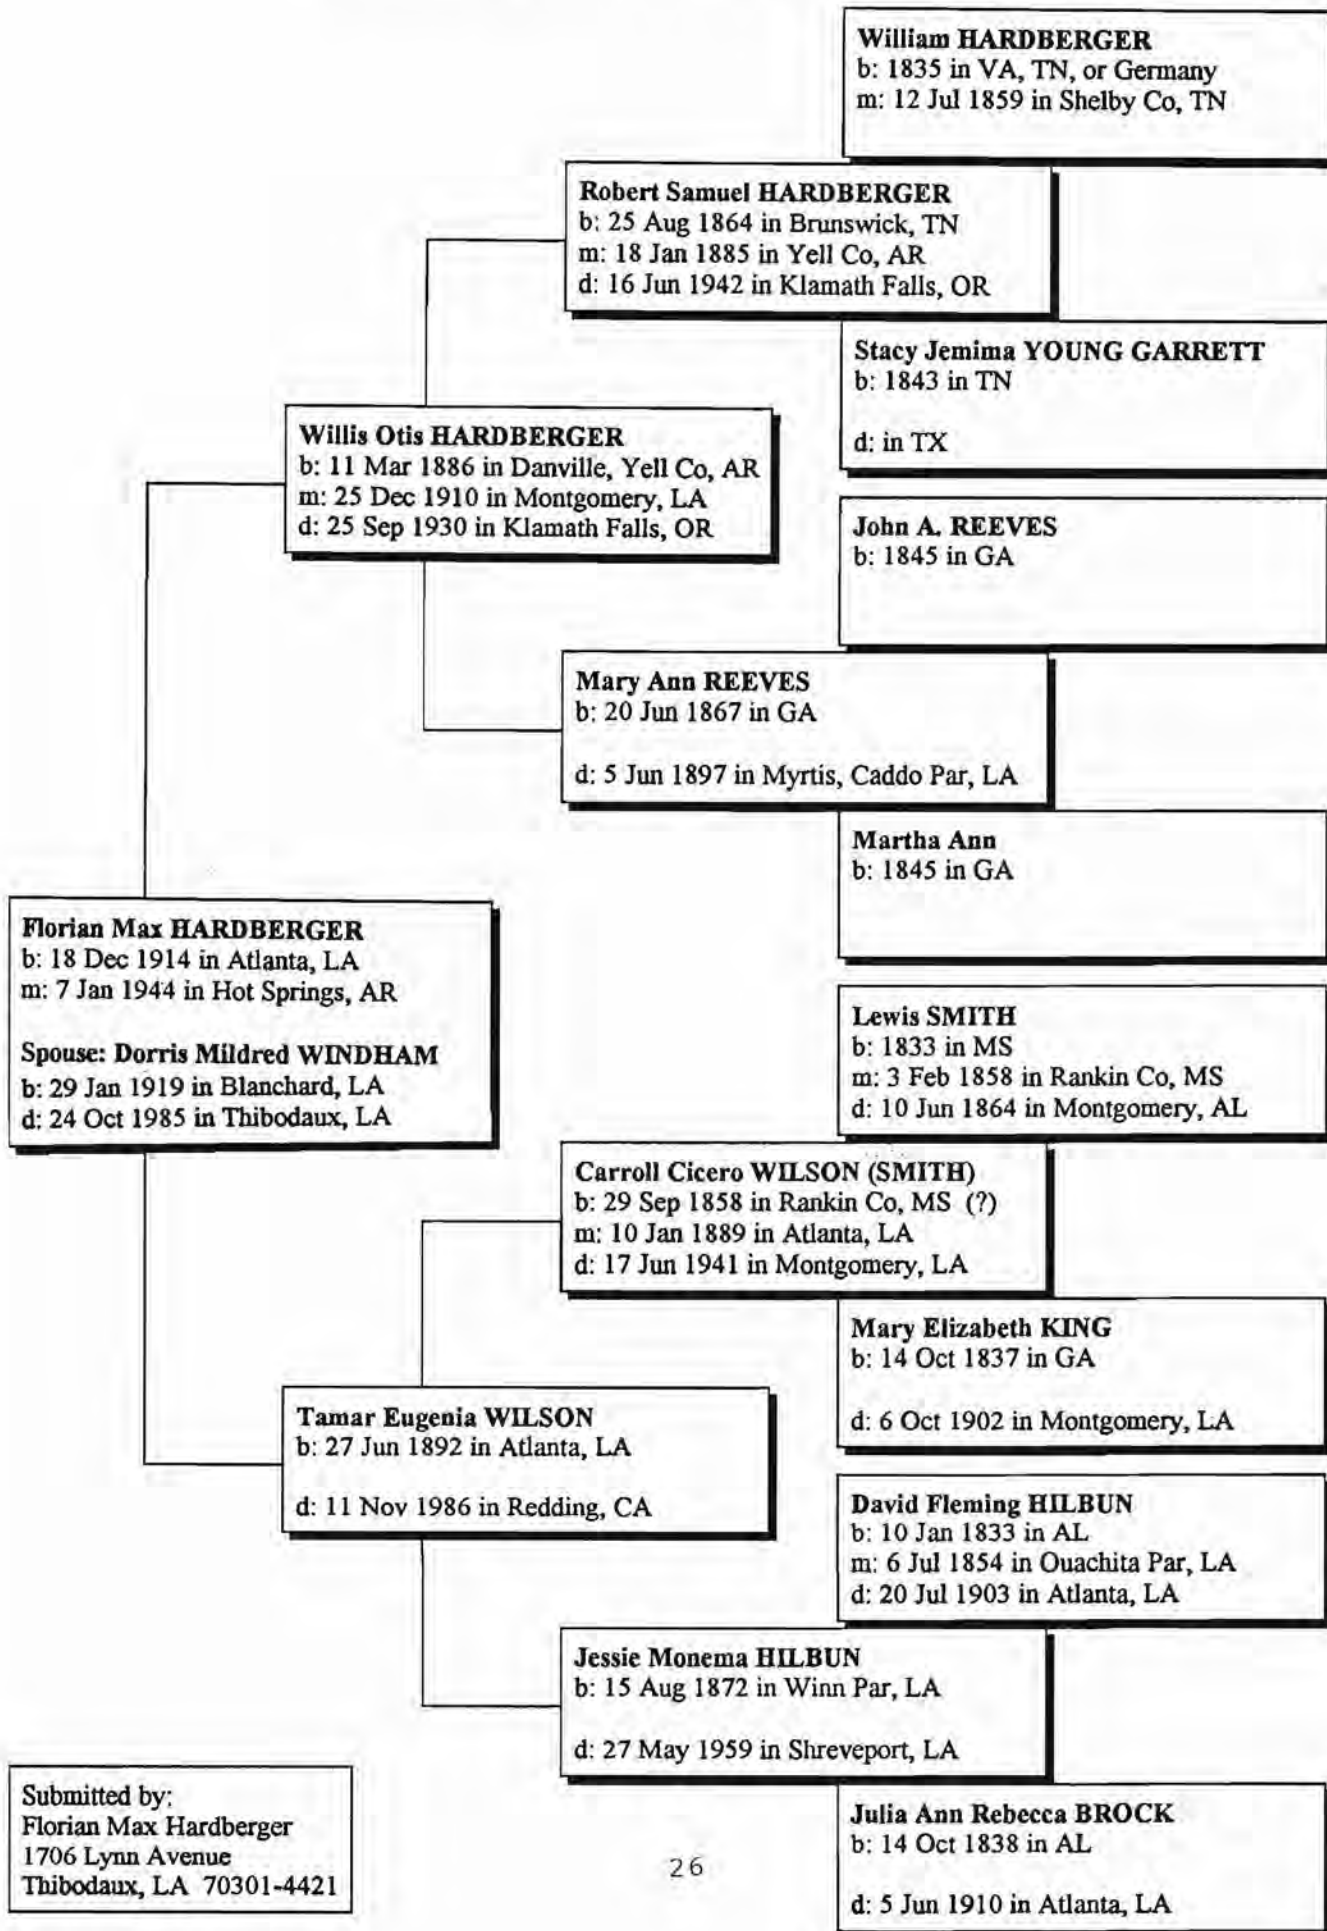 William HARDBERGER
b: 1835 in VA, TN, or Germany
m: 12 Jul 1859 in Shelby Co, TN
Robert Samuel HARDBERGER
b: 25 Aug 1864 in Brunswick, TN
m: 18 Jan 1885 in Yell Co, AR
d: 16 Jun 1942 in Klamath Falls, OR
Stacy Jemima YOUNG GARRETT
b: 1843 in TN
d: in TX
Willis Otis HARDBERGER
b: 11 Mar 1886 in Danville, Yell Co, AR
m: 25 Dec 1910 in Montgomery, LA
d: 25 Sep 1930 in Klamath Falls, OR
John A. REEVES
b: 1845 in GA
Mary Ann REEVES
b: 20 Jun 1867 in GA
d: 5 Jun 1897 in Myrtis, Caddo Par, LA
Martha Ann
b: 1845 in GA
Florian Max HARDBERGER
b: 18 Dec 1914 in Atlanta, LA
m: 7 Jan 1944 in Hot Springs, AR
Spouse: Dorris Mildred WINDHAM
b: 29 Jan 1919 in Blanchard, LA
d: 24 Oct 1985 in Thibodaux, LA
Lewis SMITH
b: 1833 in MS
m: 3 Feb 1858 in Rankin Co, MS
d: 10 Jun 1864 in Montgomery, AL
Carroll Cicero WILSON (SMITH)
b: 29 Sep 1858 in Rankin Co, MS (?)
m: 10 Jan 1889 in Atlanta, LA
d: 17 Jun 1941 in Montgomery, LA
Mary Elizabeth KING
b: 14 Oct 1837 in GA
d: 6 Oct 1902 in Montgomery, LA
Tamar Eugenia WILSON
b: 27 Jun 1892 in Atlanta, LA
d: 11 Nov 1986 in Redding, CA
David Fleming HILBUN
b: 10 Jan 1833 in AL
m: 6 Jul 1854 in Ouachita Par, LA
d: 20 Jul 1903 in Atlanta, LA
Jessie Monema HILBUN
b: 15 Aug 1872 in Winn Par, LA
d: 27 May 1959 in Shreveport, LA
Julia Ann Rebecca BROCK
b: 14 Oct 1838 in AL
d: 5 Jun 1910 in Atlanta, LA
Submitted by:
Florian Max Hardberger
1706 Lynn Avenue
Thibodaux, LA 70301-4421
26